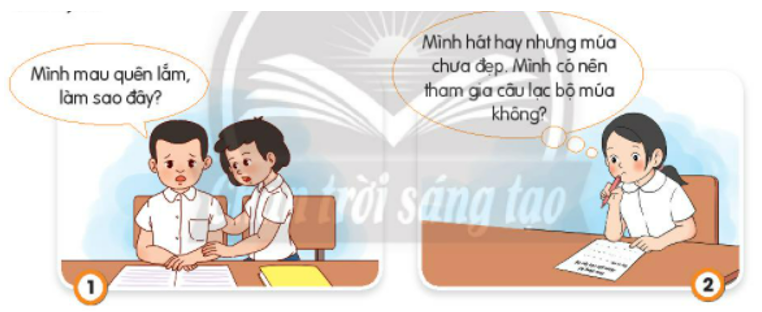 Mình mau quên lắm,
làm sao đây?
Mình hát hay nhưng múa
chưa đẹp. Mình có nên
tham gia câu lạc bộ múa
không?
trời sáng tạo
1
2